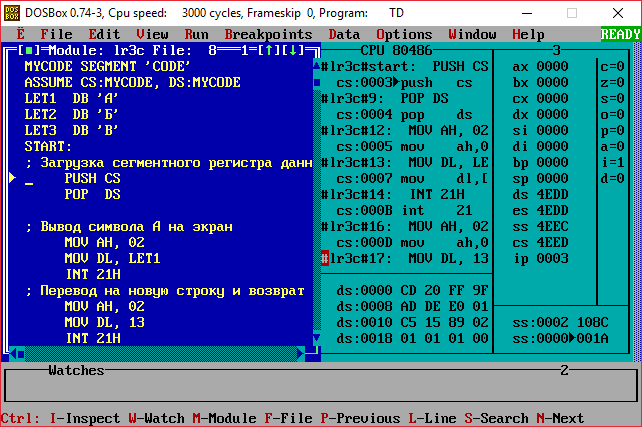 DOSBox 0.74-3, Cpu speed: 3000 cycles, Frameskip 0, Program: TD
Ë File Edit View Run Breakpoints Data Options Window Help READY
[■]=Module: lr3c File: 8=1=[↑][↓]
MYCODE SEGMENT 'CODE'
ASSUME CS:MYCODE, DS:MYCODE
LET1 DB 'А'
LET2 DB 'Б'
LET3 DB 'В'
START:
; Загрузка сегментного регистра данн
PUSH CS
POP DS
; Вывод символа А на экран
MOV AH, 02
MOV DL, LET1
INT 21H
; Перевод на новую строку и возврат
MOV AH, 02
MOV DL, 13
INT 21H
CPU 80486
#lr3c#start: PUSH CS
cs:0003►push cs
#lr3c#9: POP DS
cs:0004 pop ds
#lr3c#12: MOV AH, 02
cs:0005 mov ah,0
#lr3c#13: MOV DL, LE
cs:0007 mov dl,[
#lr3c#14: INT 21H
cs:000B int 21
#lr3c#16: MOV AH, 02
cs:000D mov ah,0
#lr3c#17: MOV DL, 13
ds:0000 CD 20 FF 9F
ds:0008 AD DE E0 01
ds:0010 C5 15 89 02
ds:0018 01 01 01 00
3
ax 0000 c=0
bx 0000 z=0
cx 0000 s=0
dx 0000 o=0
si 0000 p=0
di 0000 a=0
bp 0000 i=1
sp 0000 d=0
ds 4EDD
es 4EDD
ss 4EEC
cs 4EED
ip 0003
ss:0002 108C
ss:0000►001A
Watches 2
Ctrl: I-Inspect W-Watch M-Module F-File P-Previous L-Line S-Search N-Next